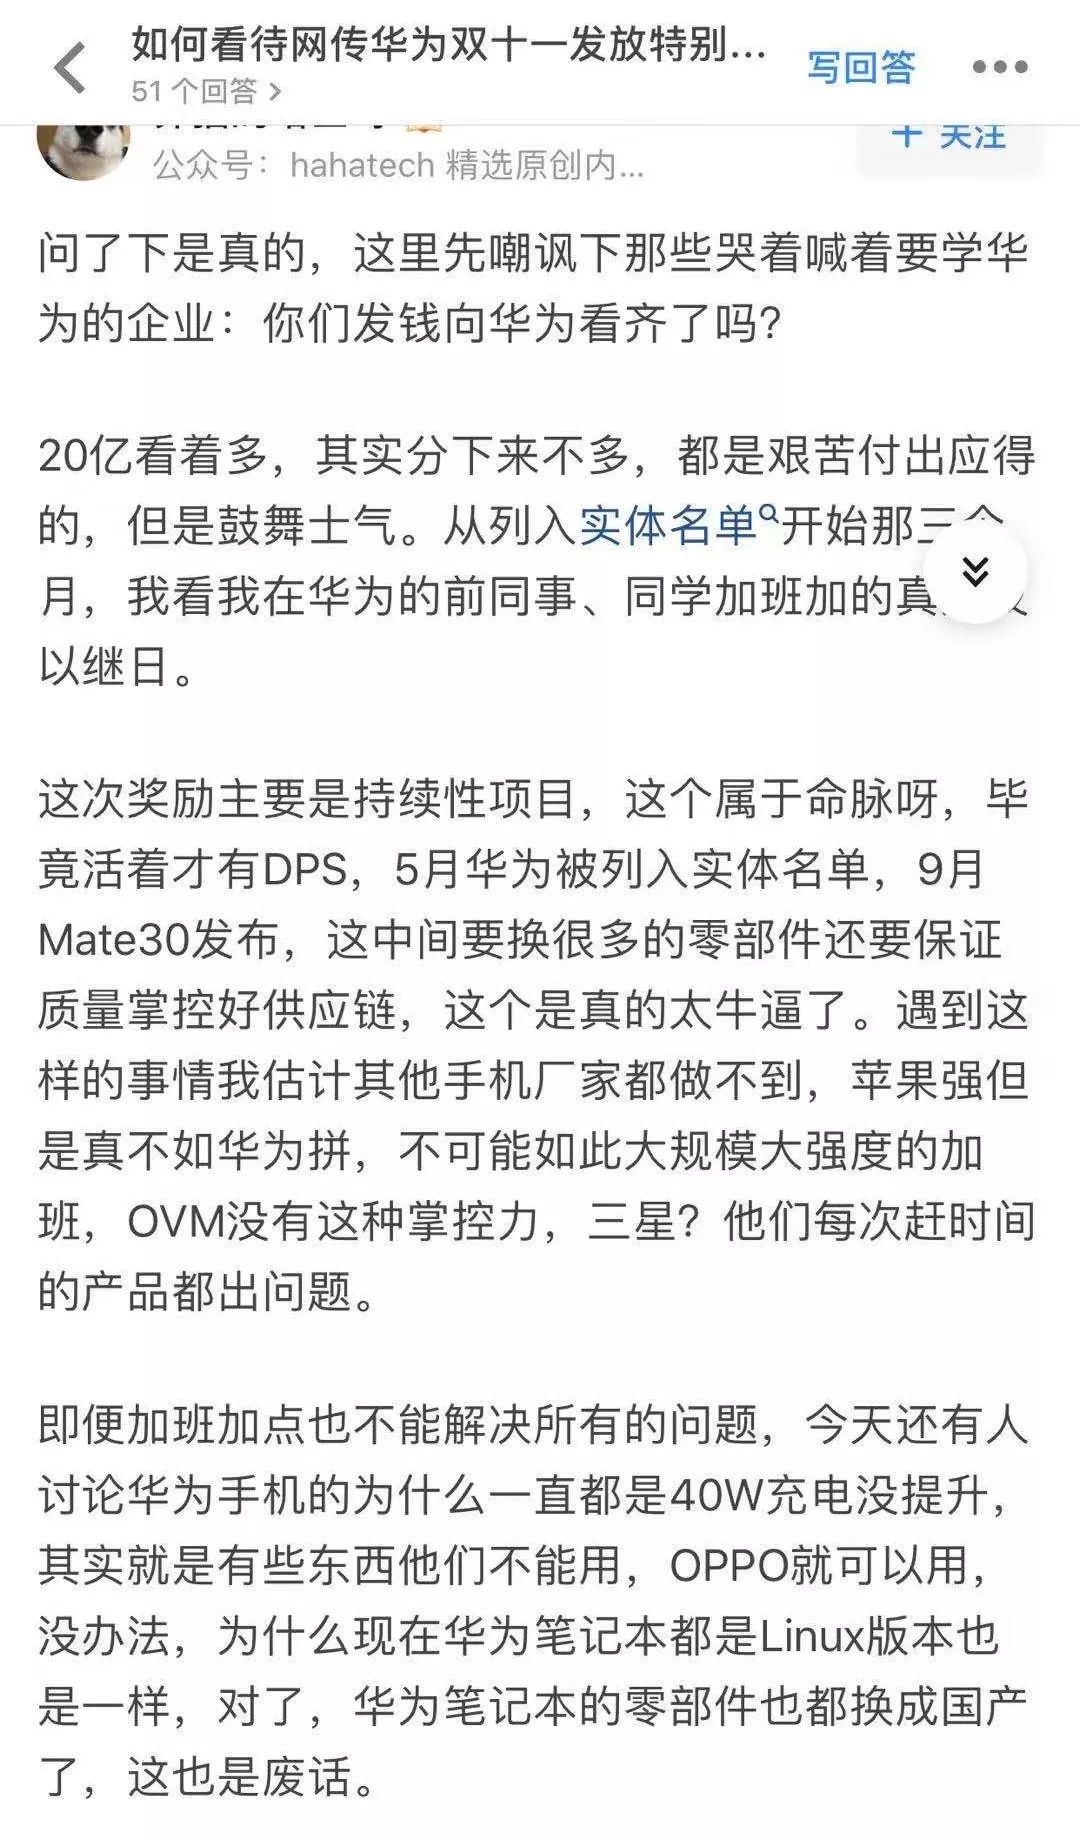 如何看待网传华为双十一发放特别...
51 个回答 >
写回答
+ 关注
公众号：hahatech 精选原创内...
问了下是真的，这里先嘲讽下那些哭着喊着要学华
为的企业：你们发钱向华为看齐了吗？
20亿看着多，其实分下来不多，都是艰苦付出应得
的，但是鼓舞士气。从列入实体名单开始那三个
月，我看我在华为的前同事、同学加班加的真
以继日。
这次奖励主要是持续性项目，这个属于命脉呀，毕
竟活着才有DPS，5月华为被列入实体名单，9月
Mate30发布，这中间要换很多的零部件还要保证
质量掌控好供应链，这个是真的太牛逼了。遇到这
样的事情我估计其他手机厂家都做不到，苹果强但
是真不如华为拼，不可能如此大规模大强度的加
班，OVM没有这种掌控力，三星？他们每次赶时间
的产品都出问题。
即便加班加点也不能解决所有的问题，今天还有人
讨论华为手机的为什么一直都是40W充电没提升，
其实就是有些东西他们不能用，OPPO就可以用，
没办法，为什么现在华为笔记本都是Linux版本也
是一样，对了，华为笔记本的零部件也都换成国产
了，这也是废话。